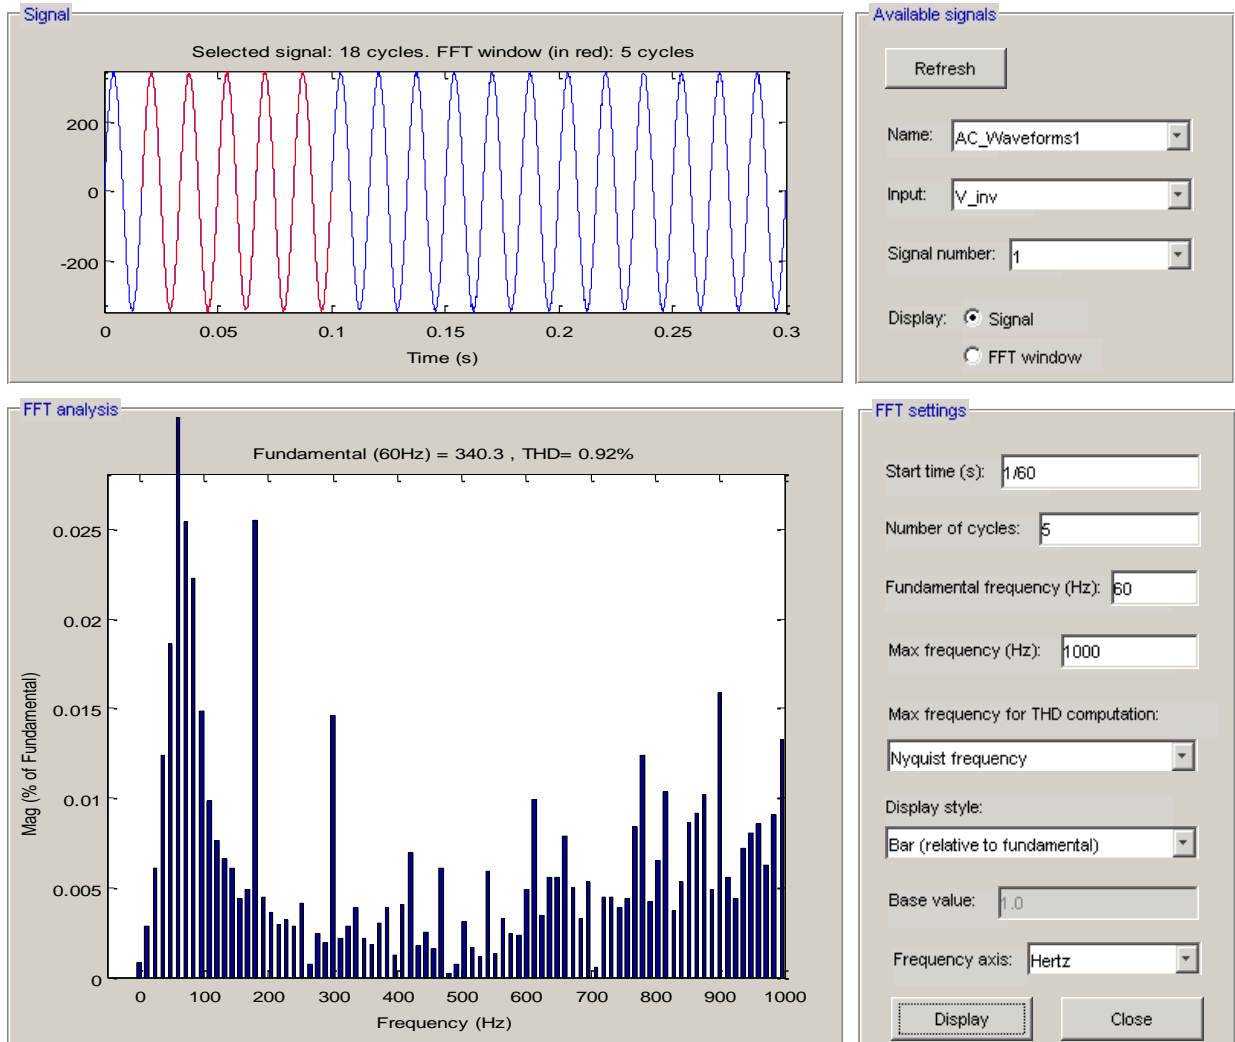 Signal
Selected signal: 18 cycles. FFT window (in red): 5 cycles
200
0
-200
0 0.05 0.1 0.15 0.2 0.25 0.3
Time (s)
Available signals
Refresh
Name: AC_Waveforms1
Input: V_inv
Signal number: 1
Display: Signal
FFT window
FFT analysis
Fundamental (60Hz) = 340.3 , THD= 0.92%
Mag (% of Fundamental)
0.025
0.02
0.015
0.01
0.005
0
0 100 200 300 400 500 600 700 800 900 1000
Frequency (Hz)
FFT settings
Start time (s): 1/60
Number of cycles: 5
Fundamental frequency (Hz): 60
Max frequency (Hz): 1000
Max frequency for THD computation:
Nyquist frequency
Display style:
Bar (relative to fundamental)
Base value: 1.0
Frequency axis: Hertz
Display Close